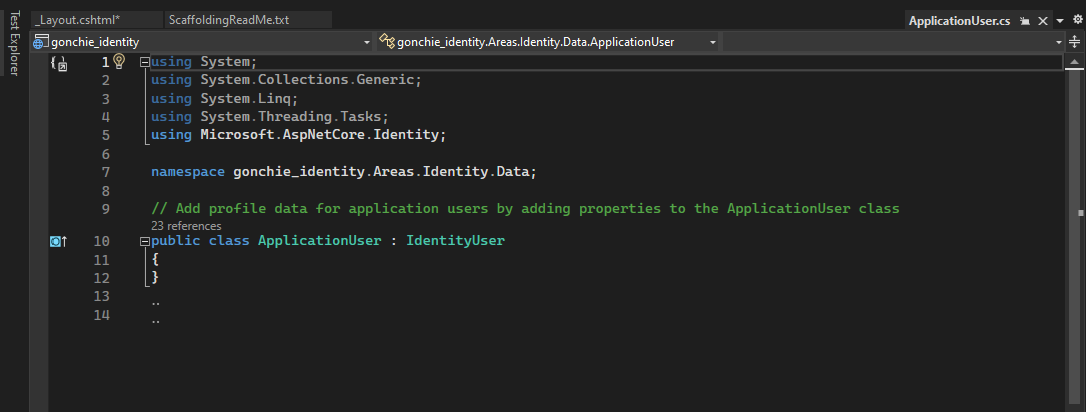 Test Explorer
_Layout.cshtml*
ScaffoldingReadMe.txt
ApplicationUser.cs
gonchie_identity
gonchie_identity.Areas.Identity.Data.ApplicationUser
1 using System;
2 using System.Collections.Generic;
3 using System.Linq;
4 using System.Threading.Tasks;
5 using Microsoft.AspNetCore.Identity;
6
7 namespace gonchie_identity.Areas.Identity.Data;
8
9 // Add profile data for application users by adding properties to the ApplicationUser class
23 references
10 public class ApplicationUser : IdentityUser
11 {
12 }
13 ..
14 ..